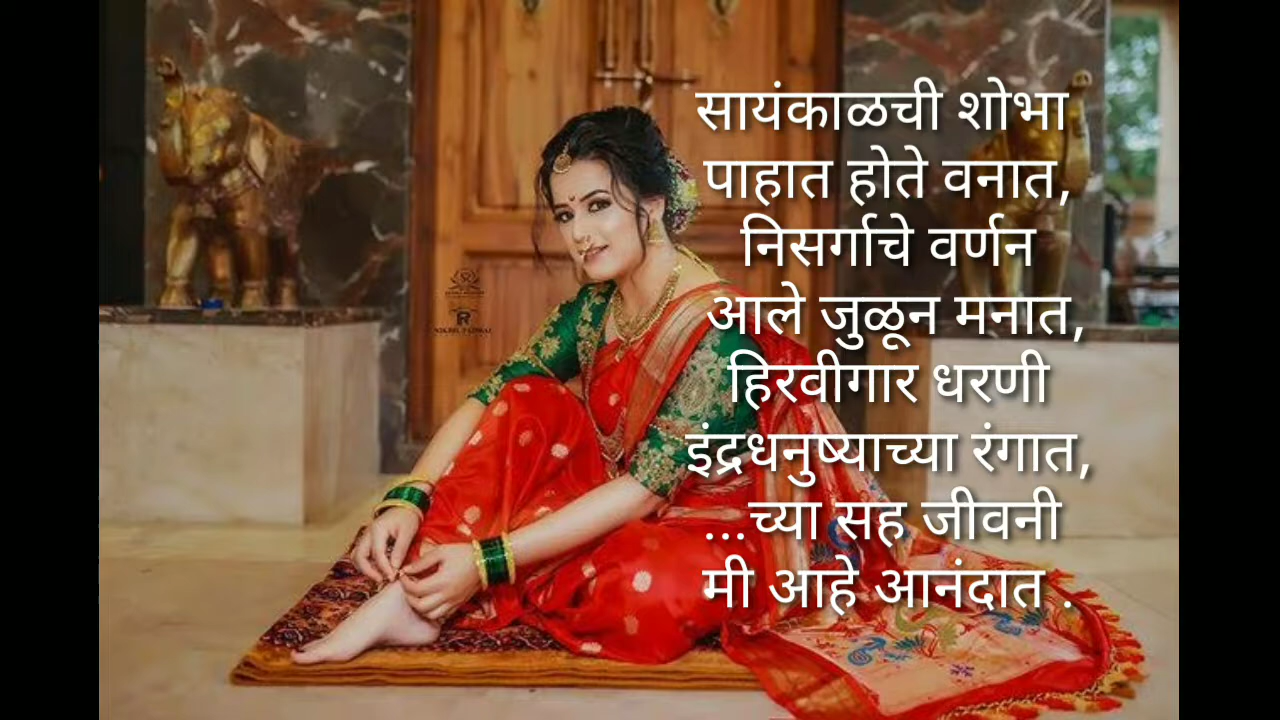 सायंकाळची शोभा
पाहात होते वनात,
निसर्गाचे वर्णन
आले जुळून मनात,
हिरवीगार धरणी
इंद्रधनुष्याच्या रंगात,
...च्या सह जीवनी
मी आहे आनंदात .
R